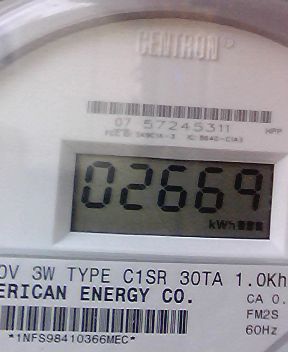 CENTRON
07 57245311
02669
kWh
0V 3W TYPE C1SR 30TA 1.0Kh
ERICAN ENERGY CO.
CA 0.
FM2S
60Hz
*1NFS98410366MEC*